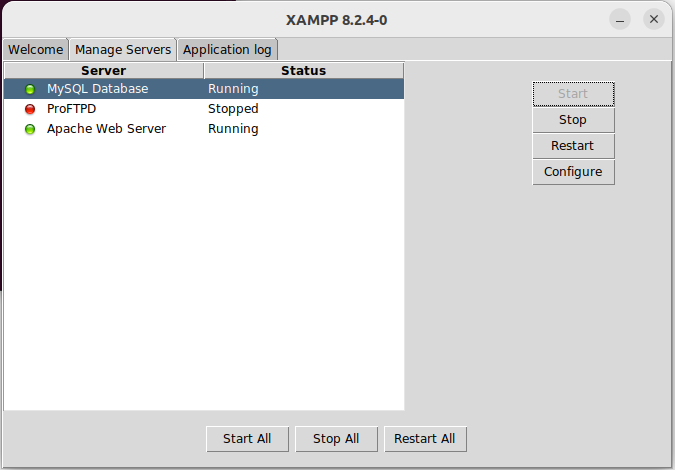 XAMPP 8.2.4-0
Welcome Manage Servers Application log
Server Status
MySQL Database Running
ProFTPD Stopped
Apache Web Server Running
Start
Stop
Restart
Configure
Start All Stop All Restart All